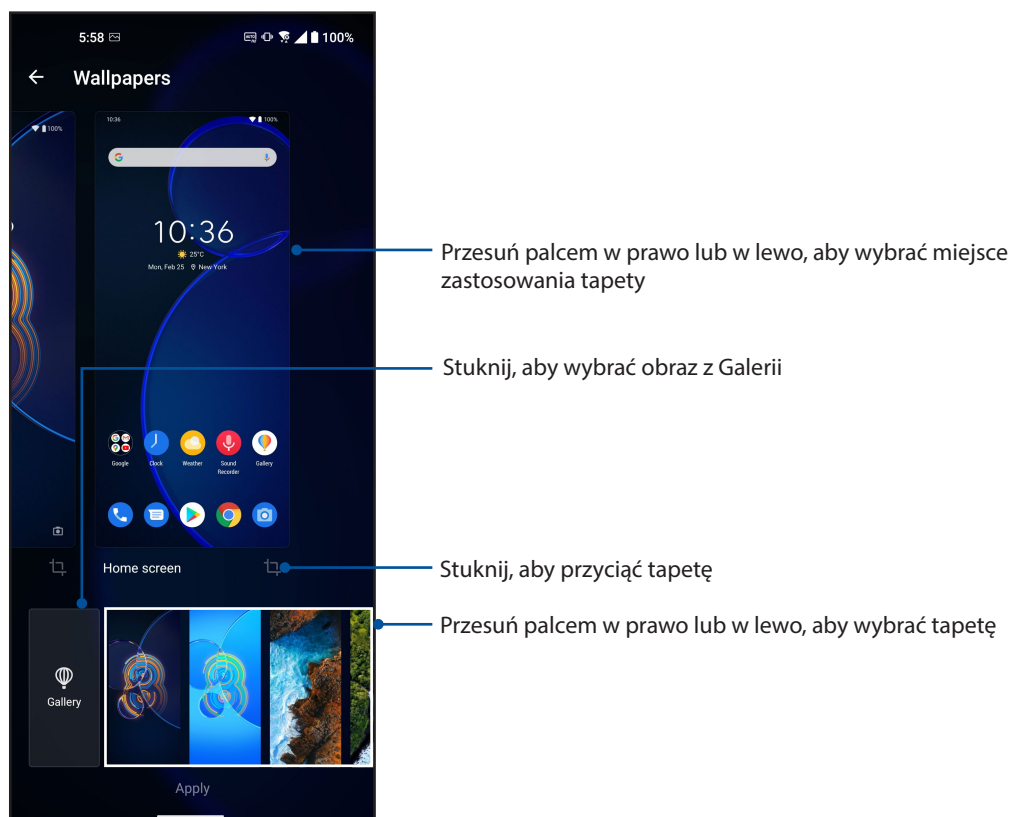 5:58 100%
Wallpapers
100%
10:36 100%
10:36
25°C
Mon, Feb 25 New York
Przesuń palcem w prawo lub w lewo, aby wybrać miejsce
zastosowania tapety
Stuknij, aby wybrać obraz z Galerii
Google Clock Weather Sound Recorder Gallery
Home screen
Stuknij, aby przyciąć tapetę
Przesuń palcem w prawo lub w lewo, aby wybrać tapetę
Gallery
Apply